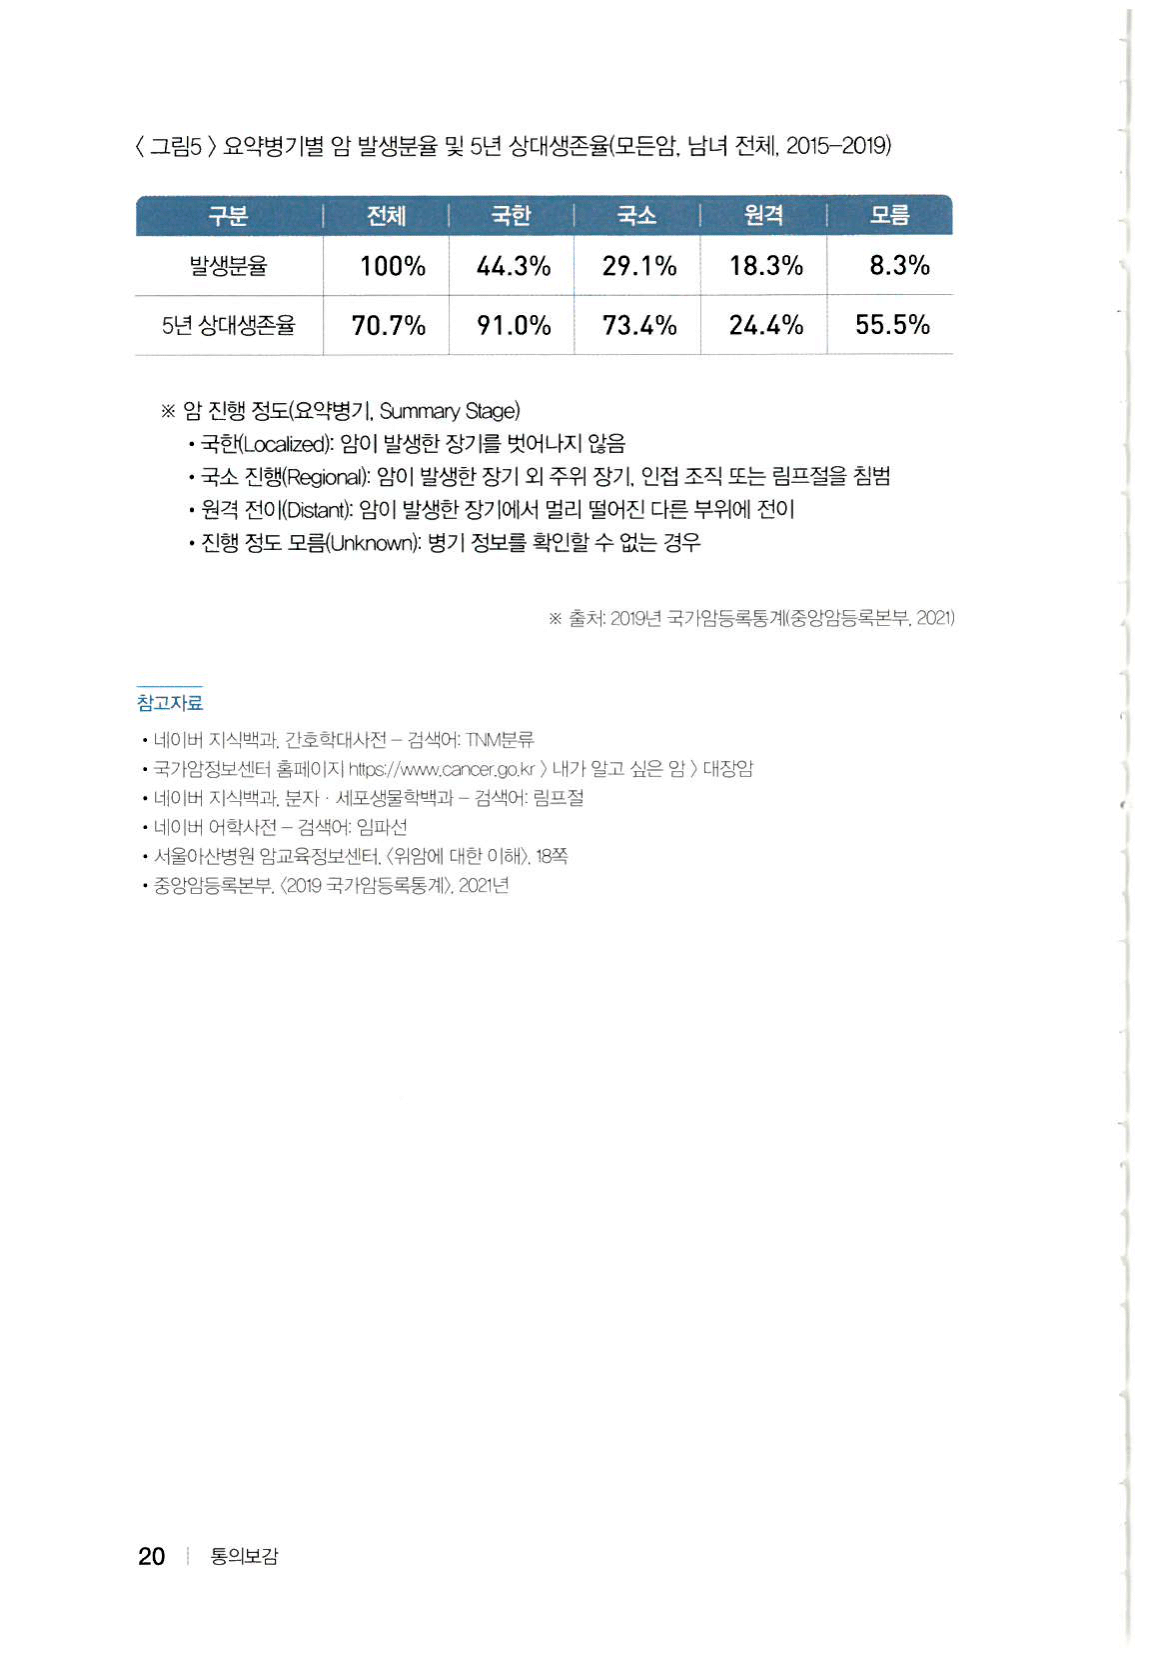 〈 그림5 〉 요약병기별 암 발생분율 및 5년 상대생존율(모든암, 남녀 전체, 2015-2019)
구분 전체 국한 국소 원격 모름
발생분율 100% 44.3% 29.1% 18.3% 8.3%
5년 상대생존율 70.7% 91.0% 73.4% 24.4% 55.5%
※ 암 진행 정도(요약병기, Summary Stage)
• 국한(Localized): 암이 발생한 장기를 벗어나지 않음
• 국소 진행(Regional): 암이 발생한 장기 외 주위 장기, 인접 조직 또는 림프절을 침범
• 원격 전이(Distant): 암이 발생한 장기에서 멀리 떨어진 다른 부위에 전이
• 진행 정도 모름(Unknown): 병기 정보를 확인할 수 없는 경우
※ 출처: 2019년 국가암등록통계(중앙암등록본부, 2021)
참고자료
• 네이버 지식백과, 간호학대사전 – 검색어: TNM분류
• 국가암정보센터 홈페이지 https://www.cancer.go.kr 〉 내가 알고 싶은 암 〉 대장암
• 네이버 지식백과, 분자 · 세포생물학백과 – 검색어: 림프절
• 네이버 어학사전 – 검색어: 임파선
• 서울아산병원 암교육정보센터, 〈위암에 대한 이해〉, 18쪽
• 중앙암등록본부, 〈2019 국가암등록통계〉, 2021년
20 | 통의보감